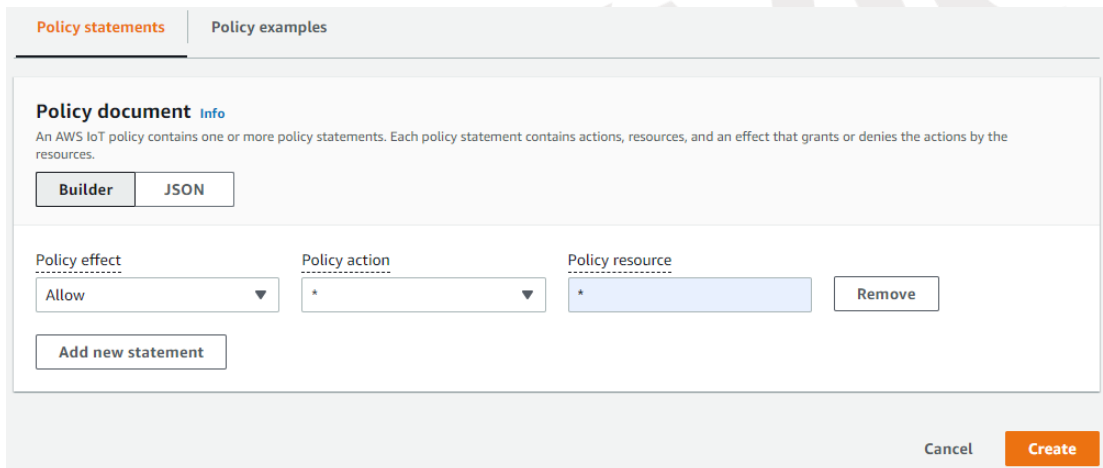 Policy statements
Policy examples
Policy document Info
An AWS IoT policy contains one or more policy statements. Each policy statement contains actions, resources, and an effect that grants or denies the actions by the
resources.
Builder
JSON
Policy effect
Policy action
Policy resource
Allow
*
*
Remove
Add new statement
Cancel
Create